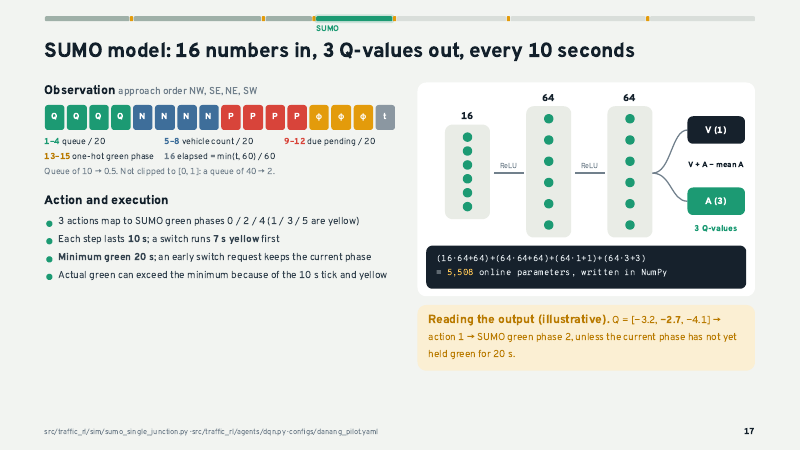 SUMO
SUMO model: 16 numbers in, 3 Q-values out, every 10 seconds
Observation approach order NW, SE, NE, SW
Q Q Q Q N N N N P P P P φ φ φ t
1–4 queue / 20 5–8 vehicle count / 20 9–12 due pending / 20
13–15 one-hot green phase 16 elapsed = min(t, 60) / 60
Queue of 10 → 0.5. Not clipped to [0, 1]: a queue of 40 → 2.
Action and execution
3 actions map to SUMO green phases 0 / 2 / 4 (1 / 3 / 5 are yellow)
Each step lasts 10 s; a switch runs 7 s yellow first
Minimum green 20 s; an early switch request keeps the current phase
Actual green can exceed the minimum because of the 10 s tick and yellow
16
64
64
ReLU
ReLU
V (1)
V + A − mean A
A (3)
3 Q-values
(16·64+64)+(64·64+64)+(64·1+1)+(64·3+3)
= 5,508 online parameters, written in NumPy
Reading the output (illustrative). Q = [−3.2, −2.7, −4.1] →
action 1 → SUMO green phase 2, unless the current phase has not yet
held green for 20 s.
src/traffic_rl/sim/sumo_single_junction.py·src/traffic_rl/agents/dqn.py·configs/danang_pilot.yaml
17